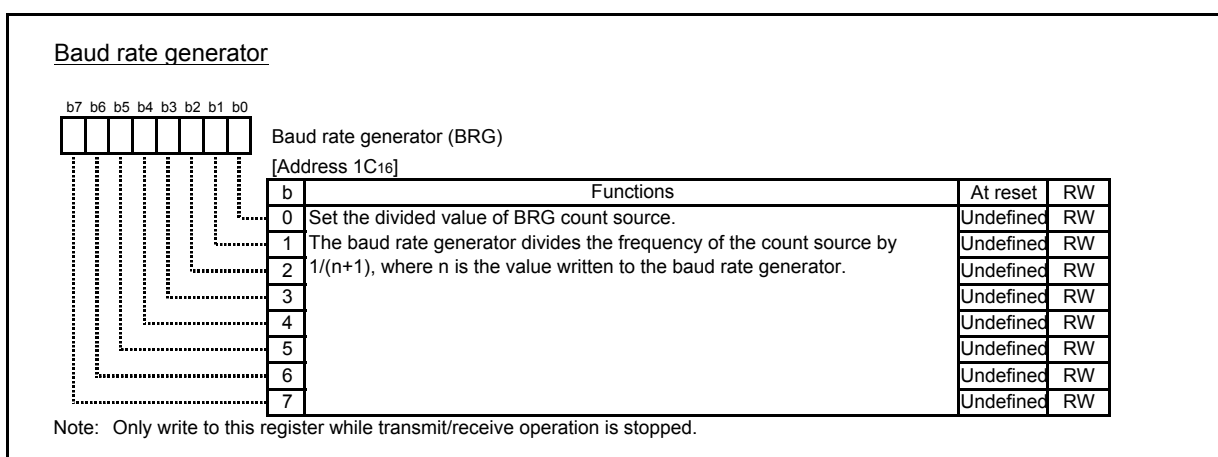 Baud rate generator
b7 b6 b5 b4 b3 b2 b1 b0
Baud rate generator (BRG)
[Address 1C16]
b Functions At reset RW
0 Set the divided value of BRG count source. Undefined RW
1 The baud rate generator divides the frequency of the count source by Undefined RW
2 1/(n+1), where n is the value written to the baud rate generator. Undefined RW
3 Undefined RW
4 Undefined RW
5 Undefined RW
6 Undefined RW
7 Undefined RW
Note: Only write to this register while transmit/receive operation is stopped.